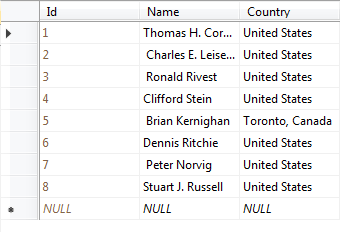 Id Name Country
1 Thomas H. Cor... United States
2 Charles E. Leise... United States
3 Ronald Rivest United States
4 Clifford Stein United States
5 Brian Kernighan Toronto, Canada
6 Dennis Ritchie United States
7 Peter Norvig United States
8 Stuart J. Russell United States
NULL NULL NULL